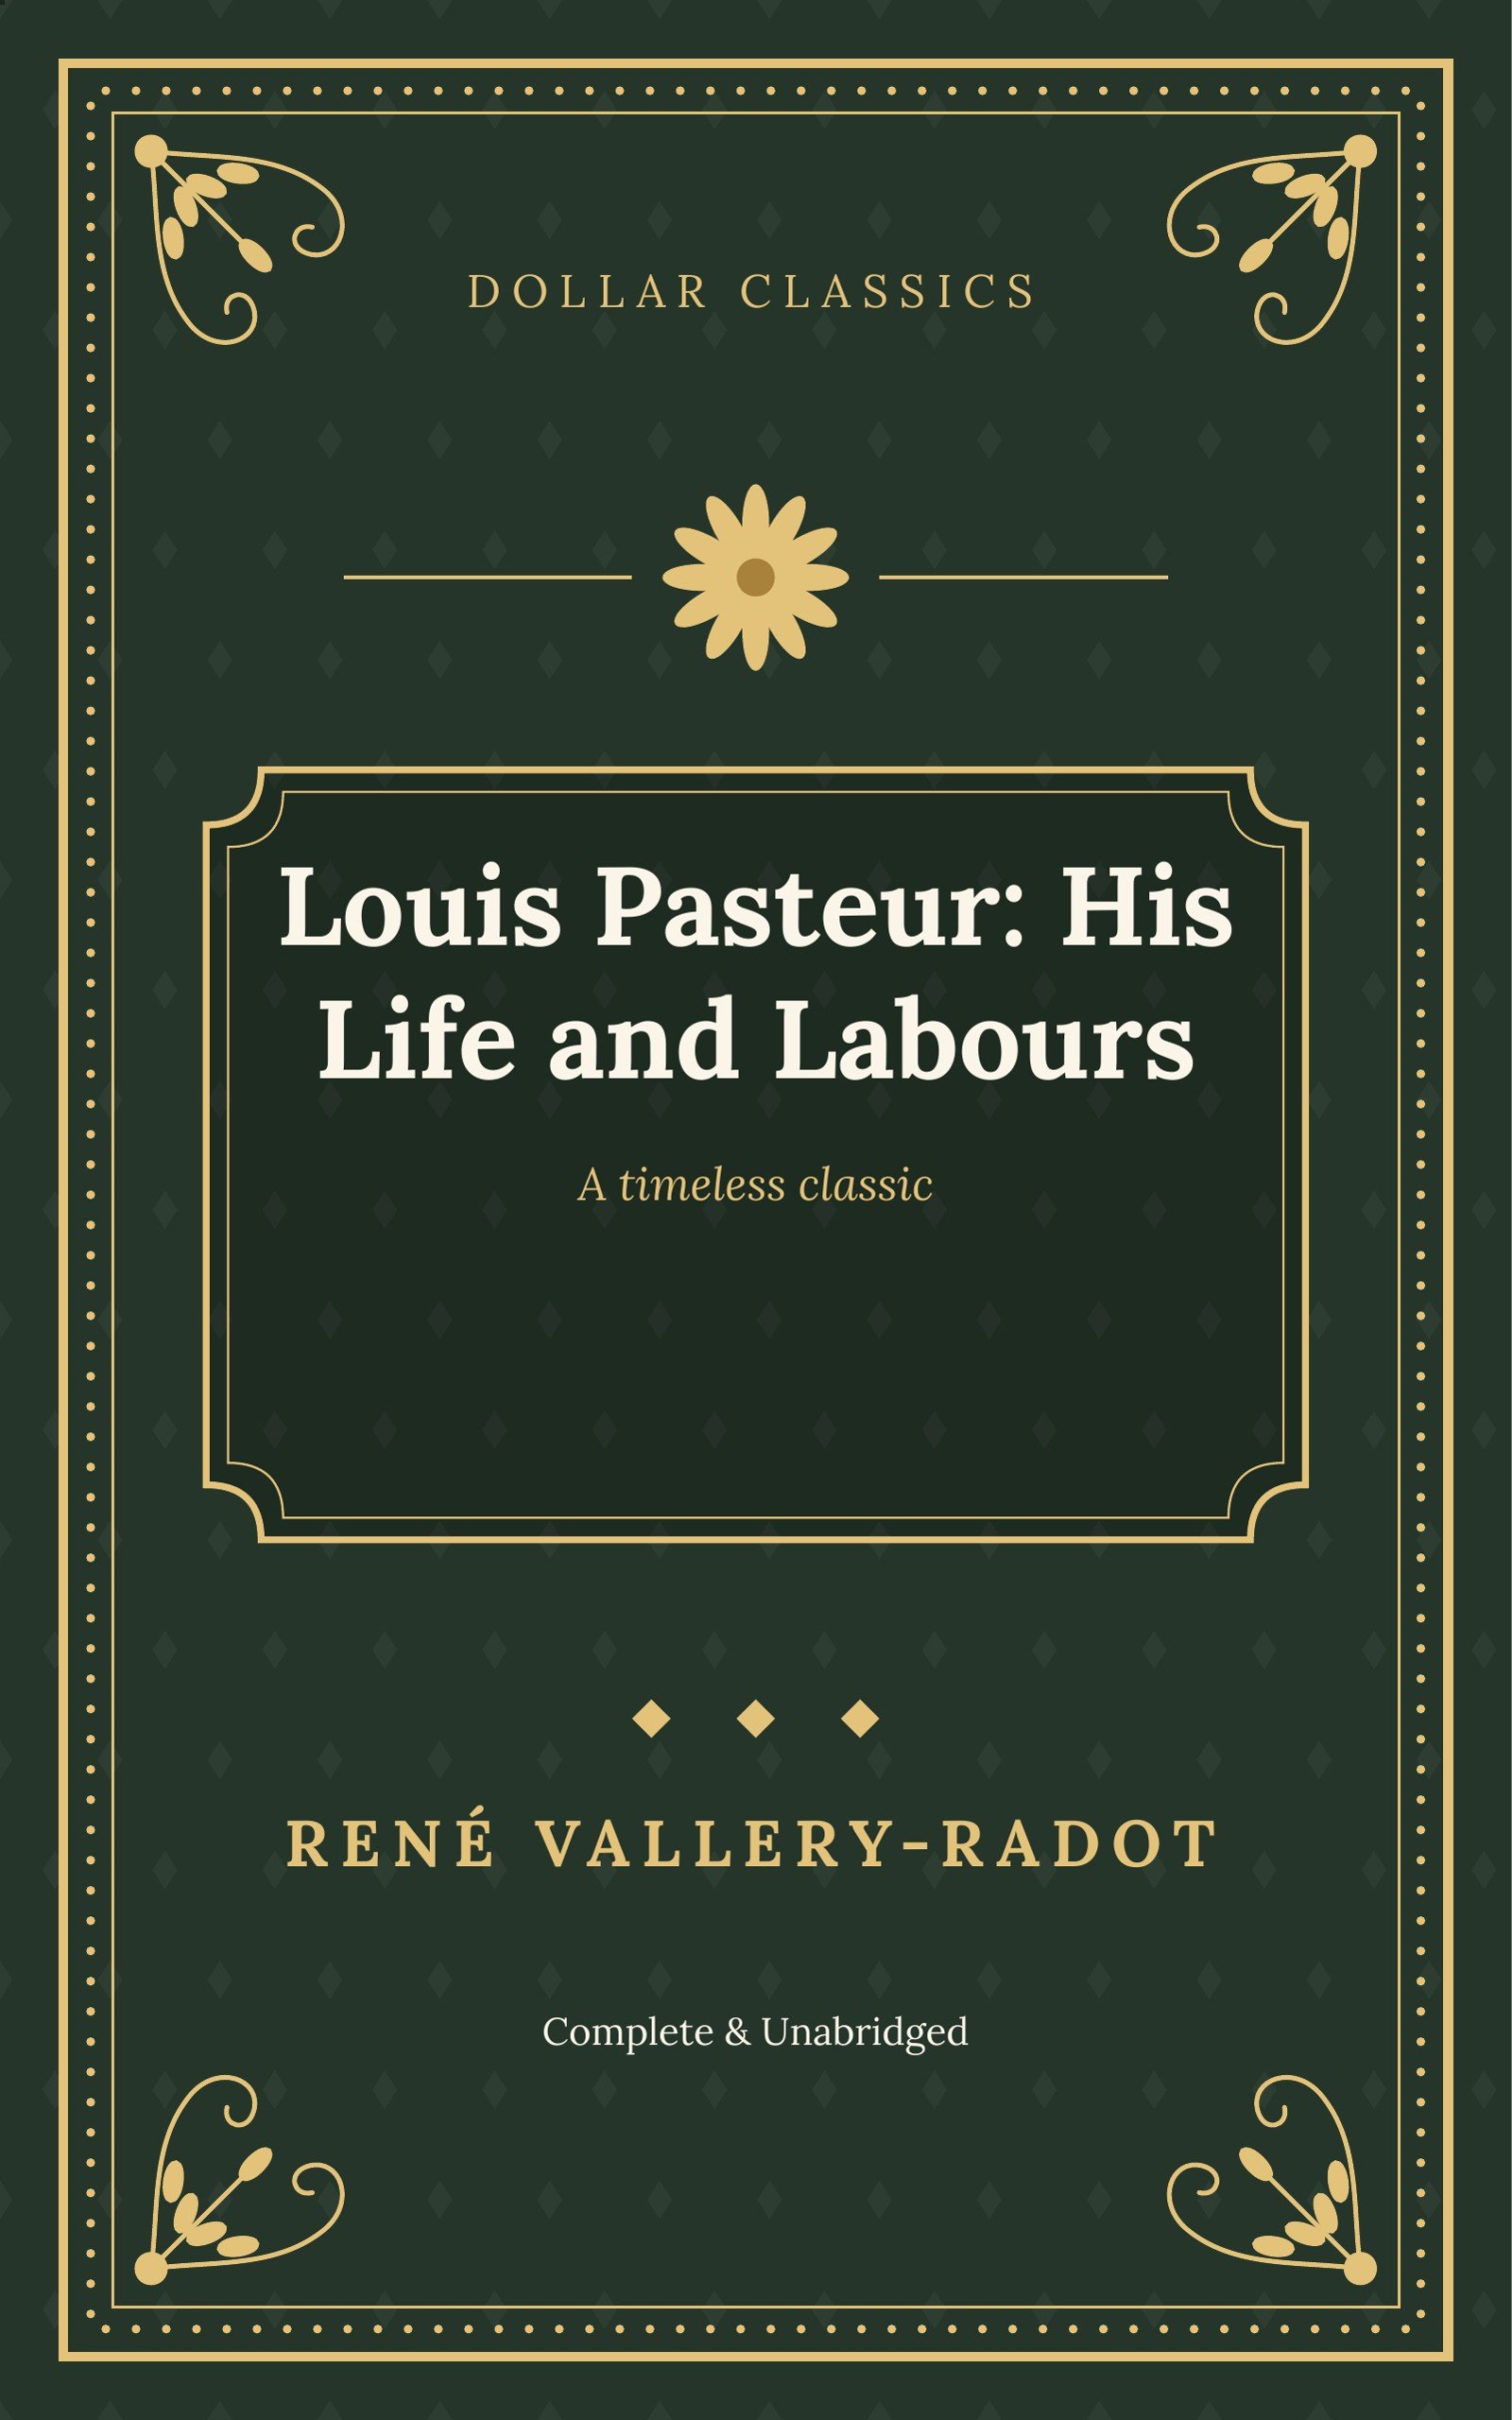 DOLLAR CLASSICS
Louis Pasteur: His
Life and Labours
A timeless classic
RENÉ VALLERY-RADOT
Complete & Unabridged